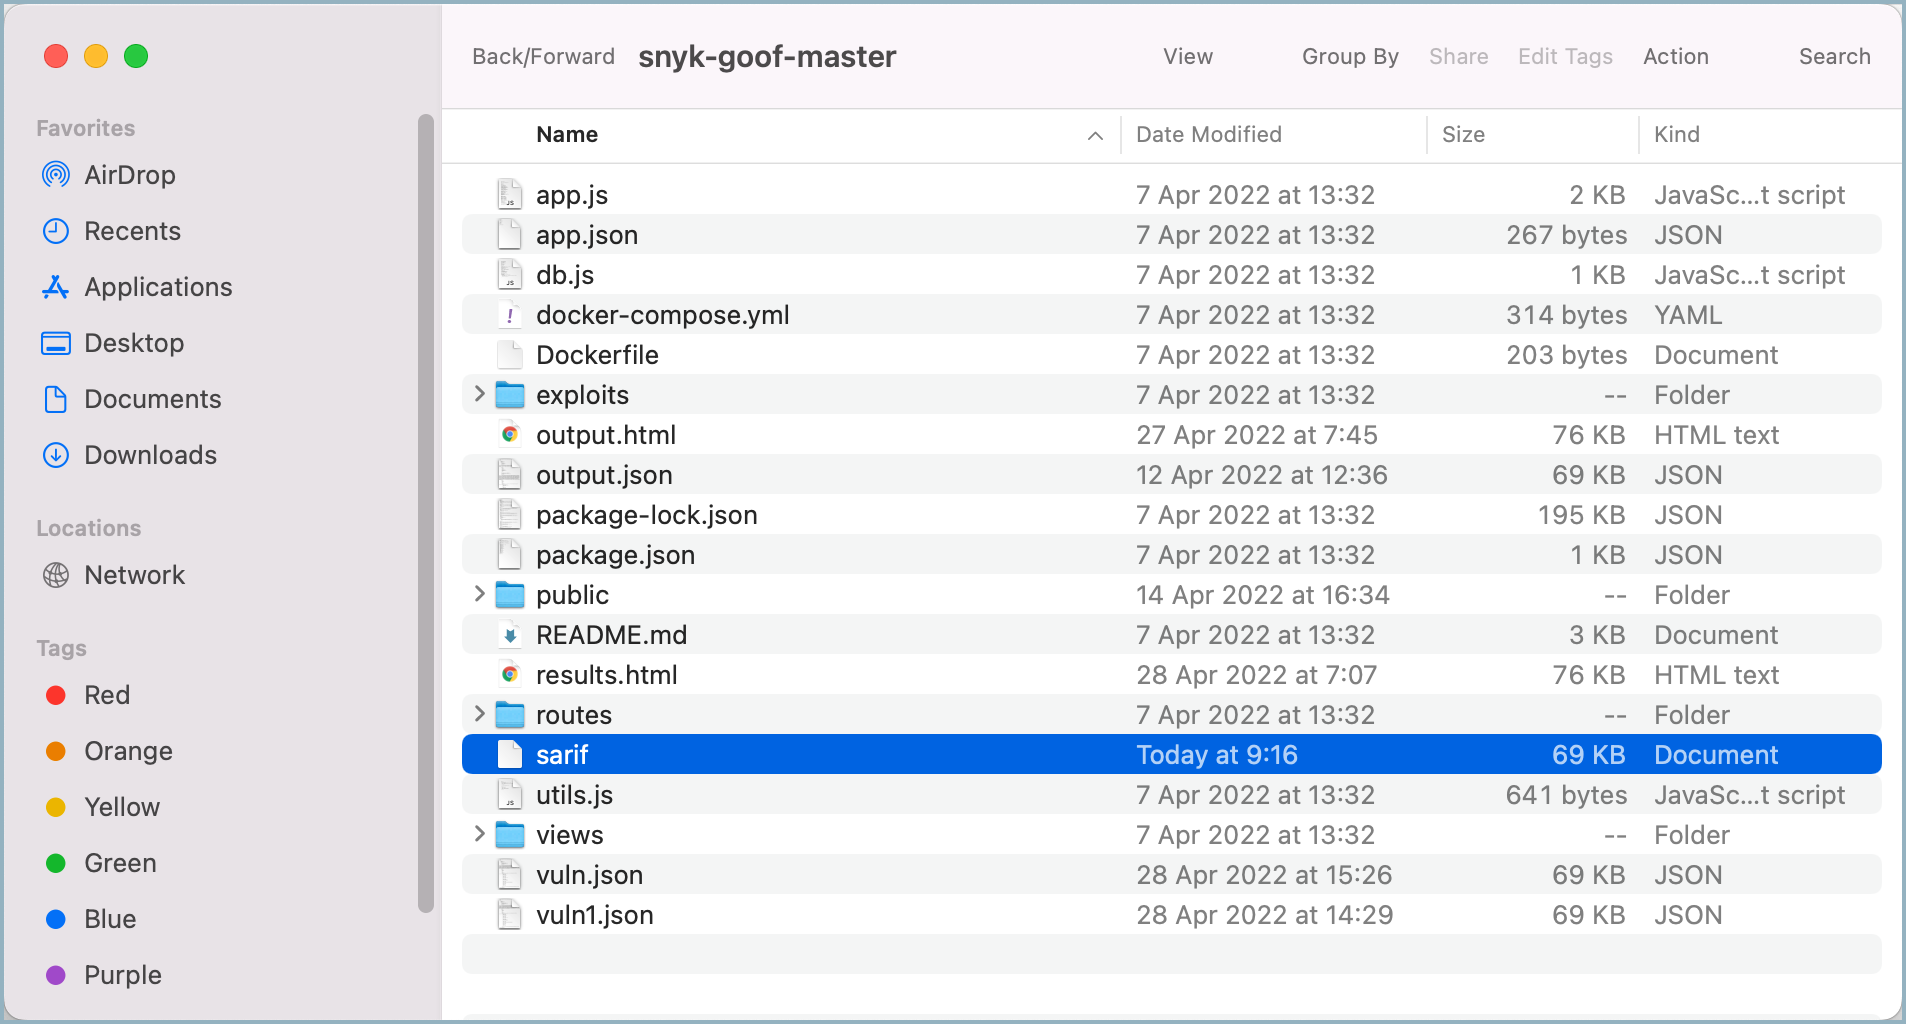 Back/Forward snyk-goof-master View Group By Share Edit Tags Action Search
Favorites
AirDrop
Recents
Applications
Desktop
Documents
Downloads
Locations
Network
Tags
Red
Orange
Yellow
Green
Blue
Purple
Name Date Modified Size Kind
app.js 7 Apr 2022 at 13:32 2 KB JavaSc...t script
app.json 7 Apr 2022 at 13:32 267 bytes JSON
db.js 7 Apr 2022 at 13:32 1 KB JavaSc...t script
docker-compose.yml 7 Apr 2022 at 13:32 314 bytes YAML
Dockerfile 7 Apr 2022 at 13:32 203 bytes Document
exploits 7 Apr 2022 at 13:32 -- Folder
output.html 27 Apr 2022 at 7:45 76 KB HTML text
output.json 12 Apr 2022 at 12:36 69 KB JSON
package-lock.json 7 Apr 2022 at 13:32 195 KB JSON
package.json 7 Apr 2022 at 13:32 1 KB JSON
public 14 Apr 2022 at 16:34 -- Folder
README.md 7 Apr 2022 at 13:32 3 KB Document
results.html 28 Apr 2022 at 7:07 76 KB HTML text
routes 7 Apr 2022 at 13:32 -- Folder
sarif Today at 9:16 69 KB Document
utils.js 7 Apr 2022 at 13:32 641 bytes JavaSc...t script
views 7 Apr 2022 at 13:32 -- Folder
vuln.json 28 Apr 2022 at 15:26 69 KB JSON
vuln1.json 28 Apr 2022 at 14:29 69 KB JSON